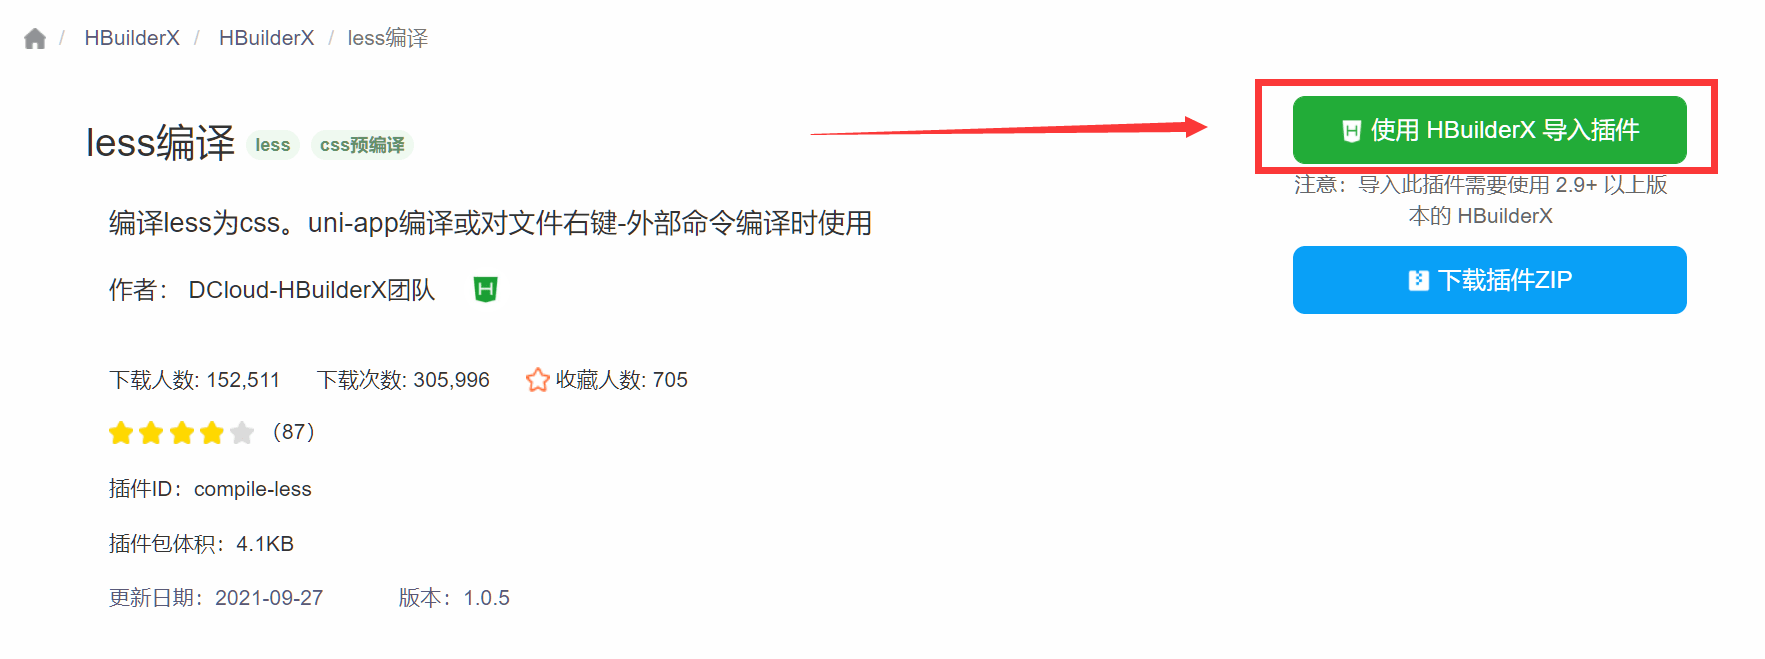 / HBuilderX / HBuilderX / less编译
less编译 less css预编译
使用 HBuilderX 导入插件
注意：导入此插件需要使用 2.9+ 以上版
本的 HBuilderX
下载插件ZIP
编译less为css。uni-app编译或对文件右键-外部命令编译时使用
作者： DCloud-HBuilderX团队
下载人数: 152,511 下载次数: 305,996 收藏人数: 705
（87）
插件ID：compile-less
插件包体积：4.1KB
更新日期：2021-09-27 版本：1.0.5